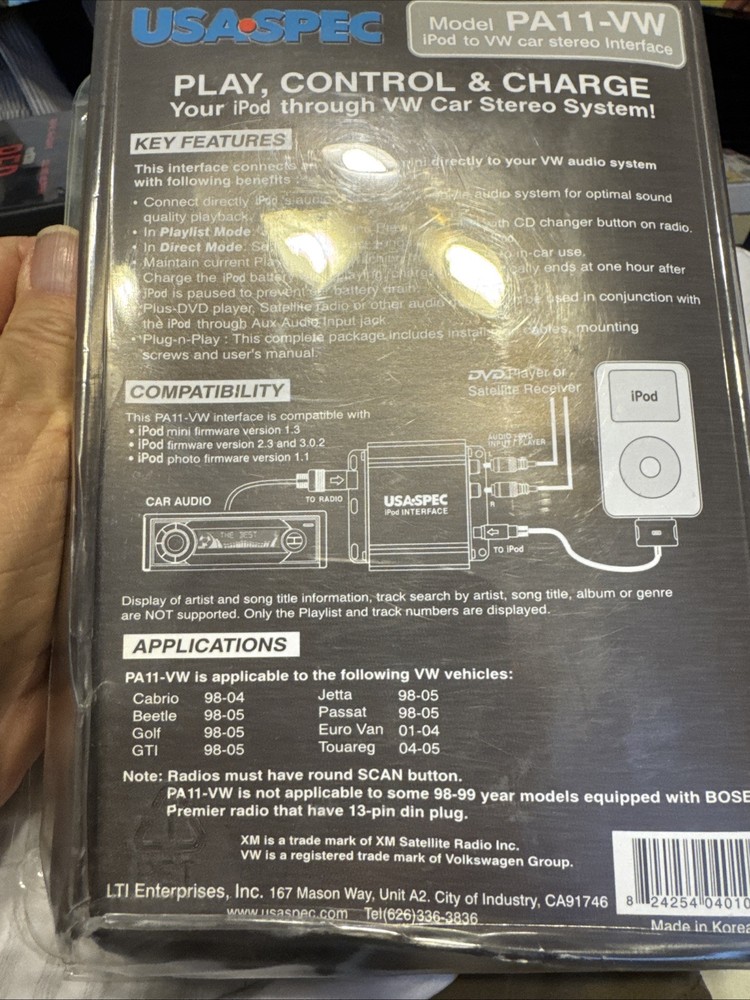 USA SPEC
Model PA11-VW
iPod to VW car stereo Interface
PLAY, CONTROL & CHARGE
Your iPod through VW Car Stereo System!
KEY FEATURES
This interface connects directly to your VW audio system
with following benefits
• Connect directly iPod's audio audio system for optimal sound
quality playback.
• In Playlist Mode: with CD changer button on radio.
• In Direct Mode: in-car use.
• Maintain current
Charge the iPod battery ends at one hour after
iPod is paused to prevent battery drain.
Plus-DVD player, Satellite radio or other audio used in conjunction with
the iPod through Aux Audio Input jack
• Plug-n-Play : This complete package includes cables, mounting
screws and user's manual.
COMPATIBILITY
This PA11-VW interface is compatible with
• iPod mini firmware version 1.3
• iPod firmware version 2.3 and 3.0.2
• iPod photo firmware version 1.1
DVD Player or
Satellite Receiver
iPod
AUDIO DVD
INPUT PLAYER
L
R
CAR AUDIO
TO RADIO
USA SPEC
iPod INTERFACE
THE BEST
TO iPod
Display of artist and song title information, track search by artist, song title, album or genre
are NOT supported. Only the Playlist and track numbers are displayed.
APPLICATIONS
PA11-VW is applicable to the following VW vehicles:
Cabrio 98-04 Jetta 98-05
Beetle 98-05 Passat 98-05
Golf 98-05 Euro Van 01-04
GTI 98-05 Touareg 04-05
Note: Radios must have round SCAN button.
PA11-VW is not applicable to some 98-99 year models equipped with BOSE
Premier radio that have 13-pin din plug.
XM is a trade mark of XM Satellite Radio Inc.
VW is a registered trade mark of Volkswagen Group.
LTI Enterprises, Inc. 167 Mason Way, Unit A2. City of Industry, CA91746
www.usaspec.com Tel(626)336-3836
8 24254 04010
Made in Korea